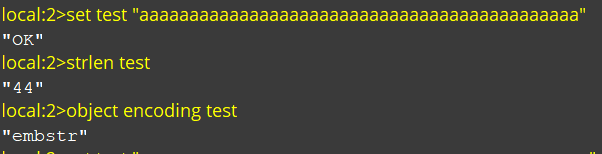 local:2>set test "aaaaaaaaaaaaaaaaaaaaaaaaaaaaaaaaaaaaaaaaaaaa"
"OK"
local:2>strlen test
"44"
local:2>object encoding test
"embstr"